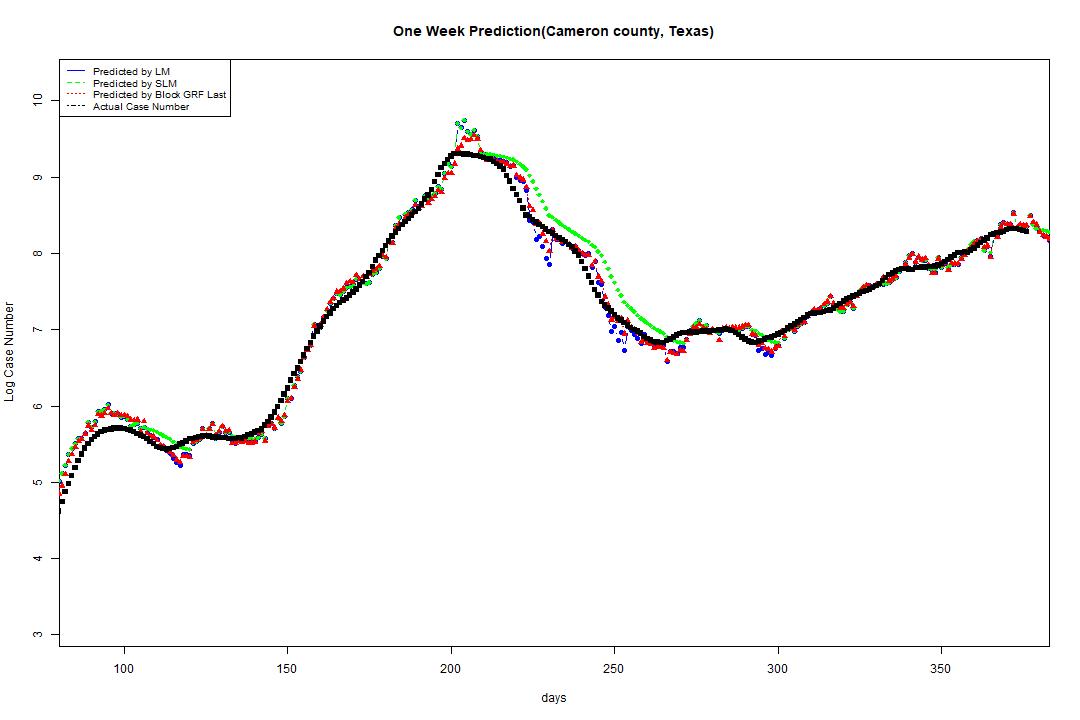 One Week Prediction(Cameron county, Texas)
Predicted by LM
Predicted by SLM
Predicted by Block GRF Last
Actual Case Number
10
9
8
7
6
5
4
3
Log Case Number
100 150 200 250 300 350
days